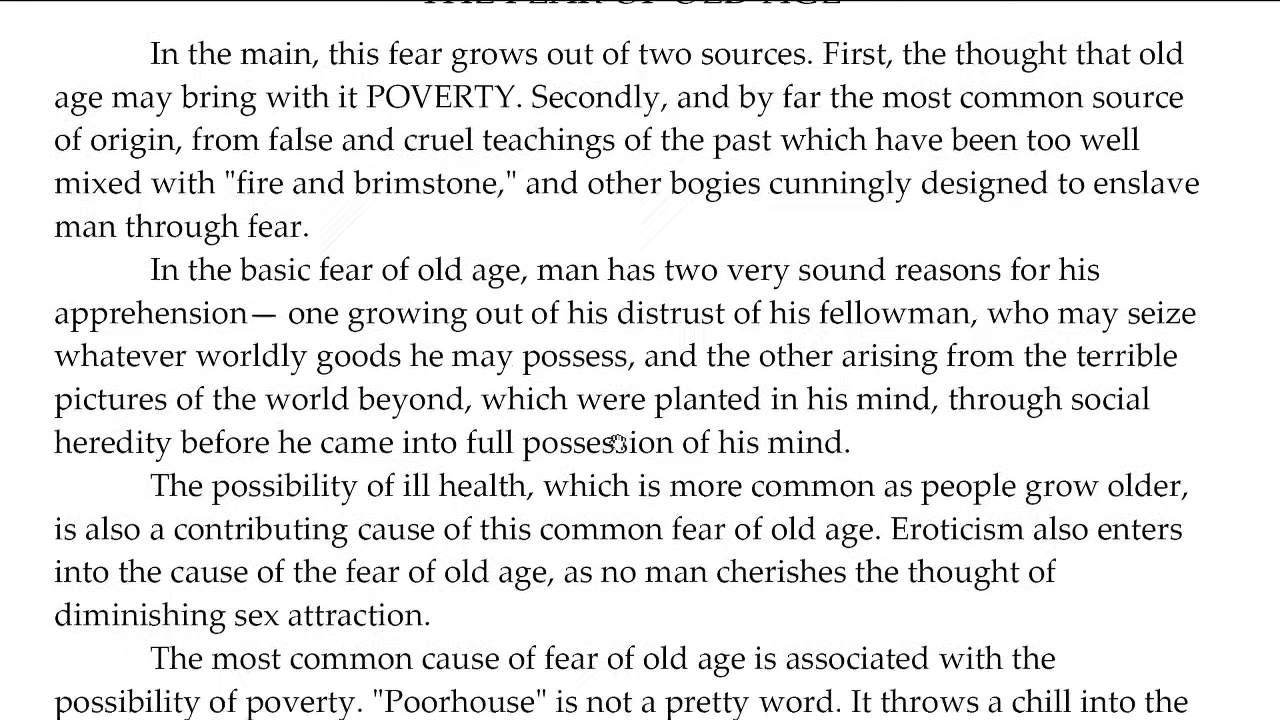 THE FEAR OF OLD AGE
In the main, this fear grows out of two sources. First, the thought that old
age may bring with it POVERTY. Secondly, and by far the most common source
of origin, from false and cruel teachings of the past which have been too well
mixed with "fire and brimstone," and other bogies cunningly designed to enslave
man through fear.
In the basic fear of old age, man has two very sound reasons for his
apprehension— one growing out of his distrust of his fellowman, who may seize
whatever worldly goods he may possess, and the other arising from the terrible
pictures of the world beyond, which were planted in his mind, through social
heredity before he came into full possession of his mind.
The possibility of ill health, which is more common as people grow older,
is also a contributing cause of this common fear of old age. Eroticism also enters
into the cause of the fear of old age, as no man cherishes the thought of
diminishing sex attraction.
The most common cause of fear of old age is associated with the
possibility of poverty. "Poorhouse" is not a pretty word. It throws a chill into the